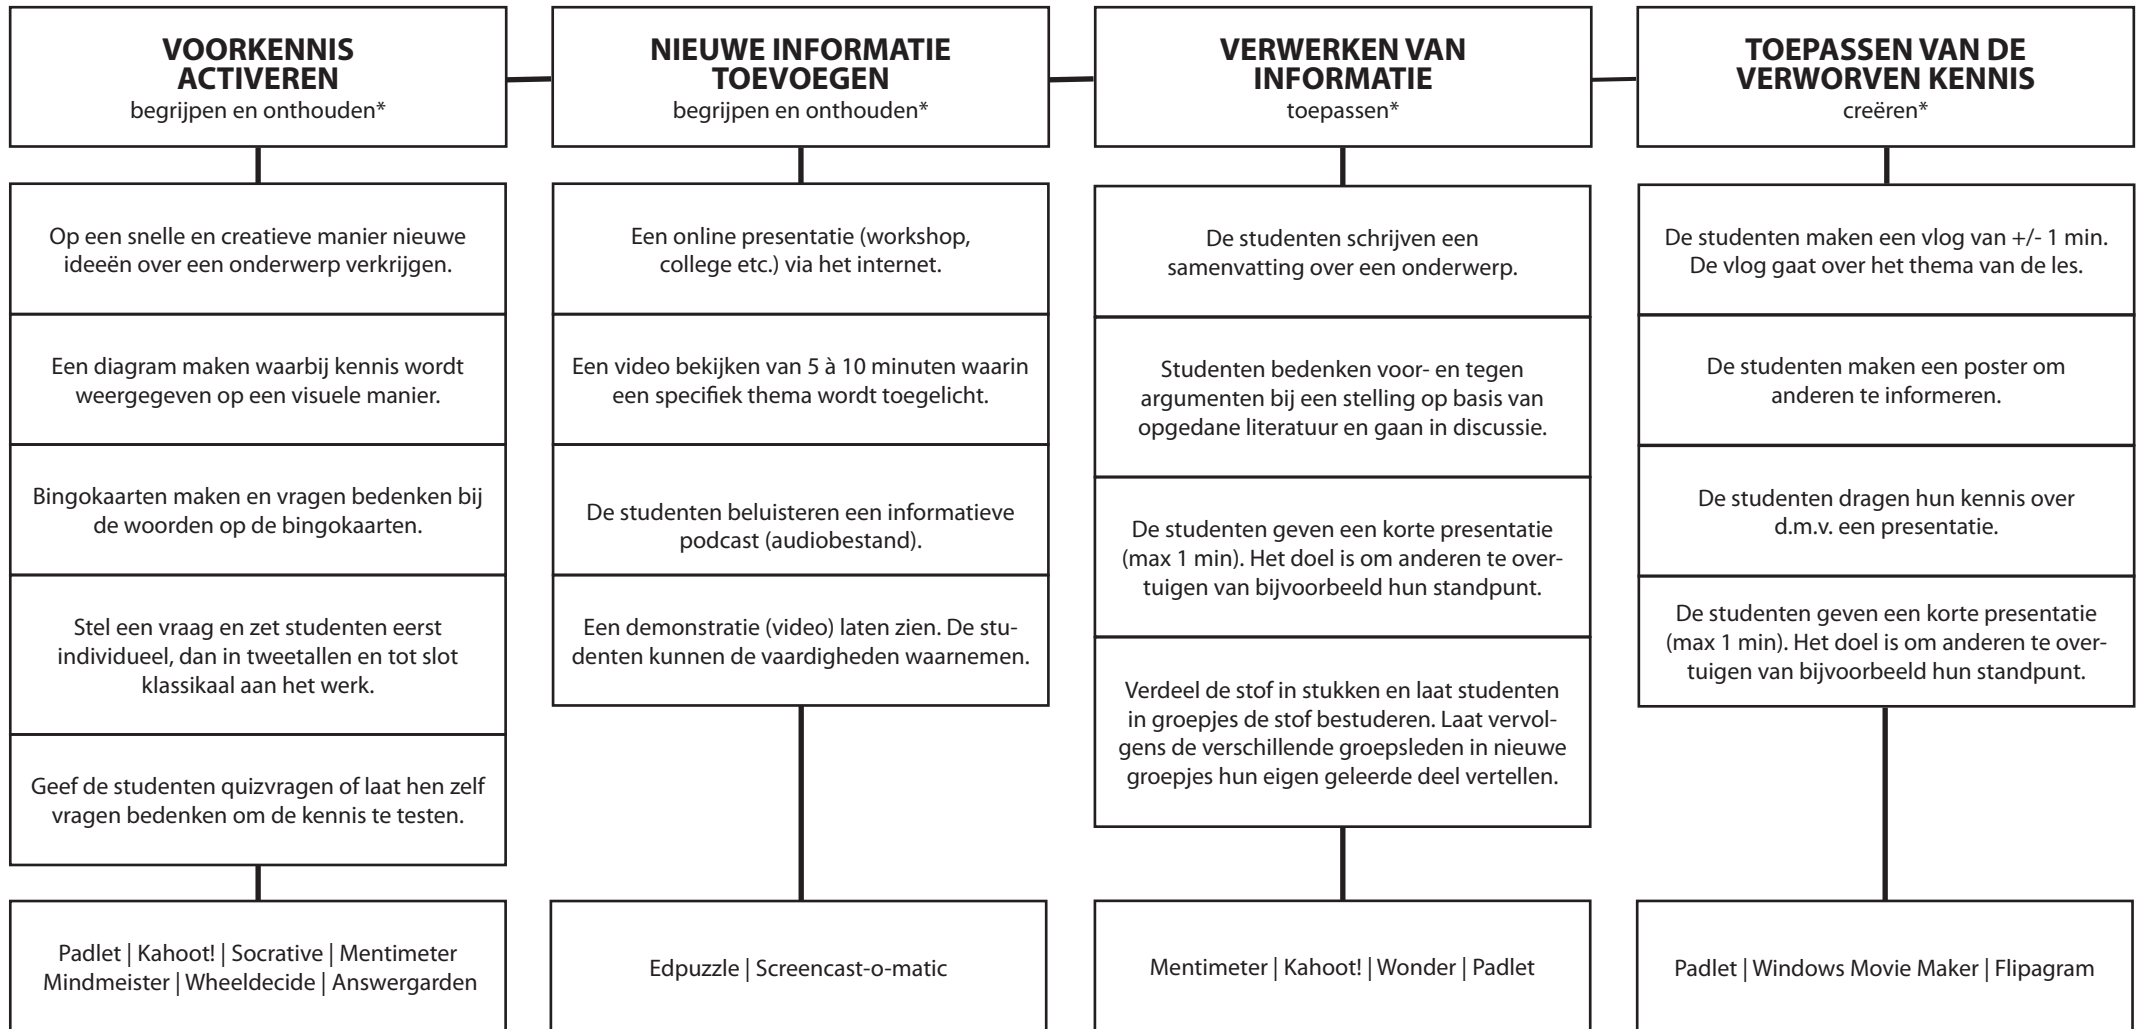 VOORKENNIS
ACTIVEREN
begrijpen en onthouden*
Op een snelle en creatieve manier nieuwe
ideeën over een onderwerp verkrijgen.
Een diagram maken waarbij kennis wordt
weergegeven op een visuele manier.
Bingokaarten maken en vragen bedenken bij
de woorden op de bingokaarten.
Stel een vraag en zet studenten eerst
individueel, dan in tweetallen en tot slot
klassikaal aan het werk.
Geef de studenten quizvragen of laat hen zelf
vragen bedenken om de kennis te testen.
Padlet | Kahoot! | Socrative | Mentimeter
Mindmeister | Wheeldecide | Answergarden
NIEUWE INFORMATIE
TOEVOEGEN
begrijpen en onthouden*
Een online presentatie (workshop,
college etc.) via het internet.
Een video bekijken van 5 à 10 minuten waarin
een specifiek thema wordt toegelicht.
De studenten beluisteren een informatieve
podcast (audiobestand).
Een demonstratie (video) laten zien. De stu-
denten kunnen de vaardigheden waarnemen.
Edpuzzle | Screencast-o-matic
VERWERKEN VAN
INFORMATIE
toepassen*
De studenten schrijven een
samenvatting over een onderwerp.
Studenten bedenken voor- en tegen
argumenten bij een stelling op basis van
opgedane literatuur en gaan in discussie.
De studenten geven een korte presentatie
(max 1 min). Het doel is om anderen te over-
tuigen van bijvoorbeeld hun standpunt.
Verdeel de stof in stukken en laat studenten
in groepjes de stof bestuderen. Laat vervol-
gens de verschillende groepsleden in nieuwe
groepjes hun eigen geleerde deel vertellen.
Mentimeter | Kahoot! | Wonder | Padlet
TOEPASSEN VAN DE
VERWORVEN KENNIS
creëren*
De studenten maken een vlog van +/- 1 min.
De vlog gaat over het thema van de les.
De studenten maken een poster om
anderen te informeren.
De studenten dragen hun kennis over
d.m.v. een presentatie.
De studenten geven een korte presentatie
(max 1 min). Het doel is om anderen te over-
tuigen van bijvoorbeeld hun standpunt.
Padlet | Windows Movie Maker | Flipagram